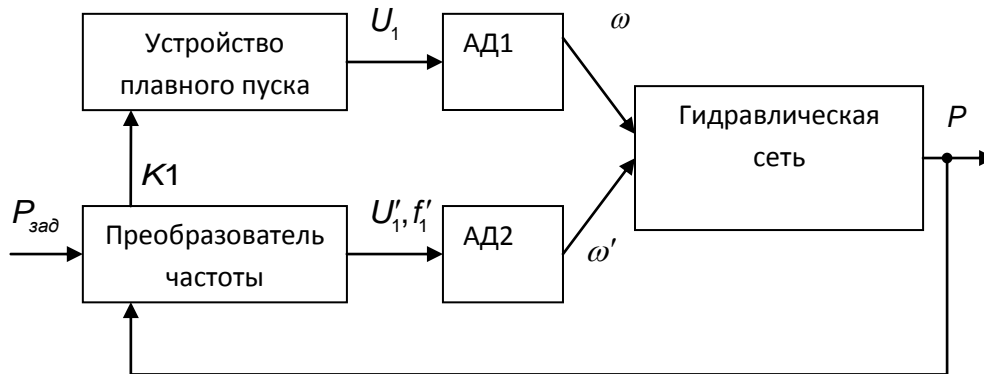 Устройство
плавного пуска
U₁
АД1
ω
Гидравлическая
сеть
P
K1
Pзад
Преобразователь
частоты
U′₁, f′₁
АД2
ω′